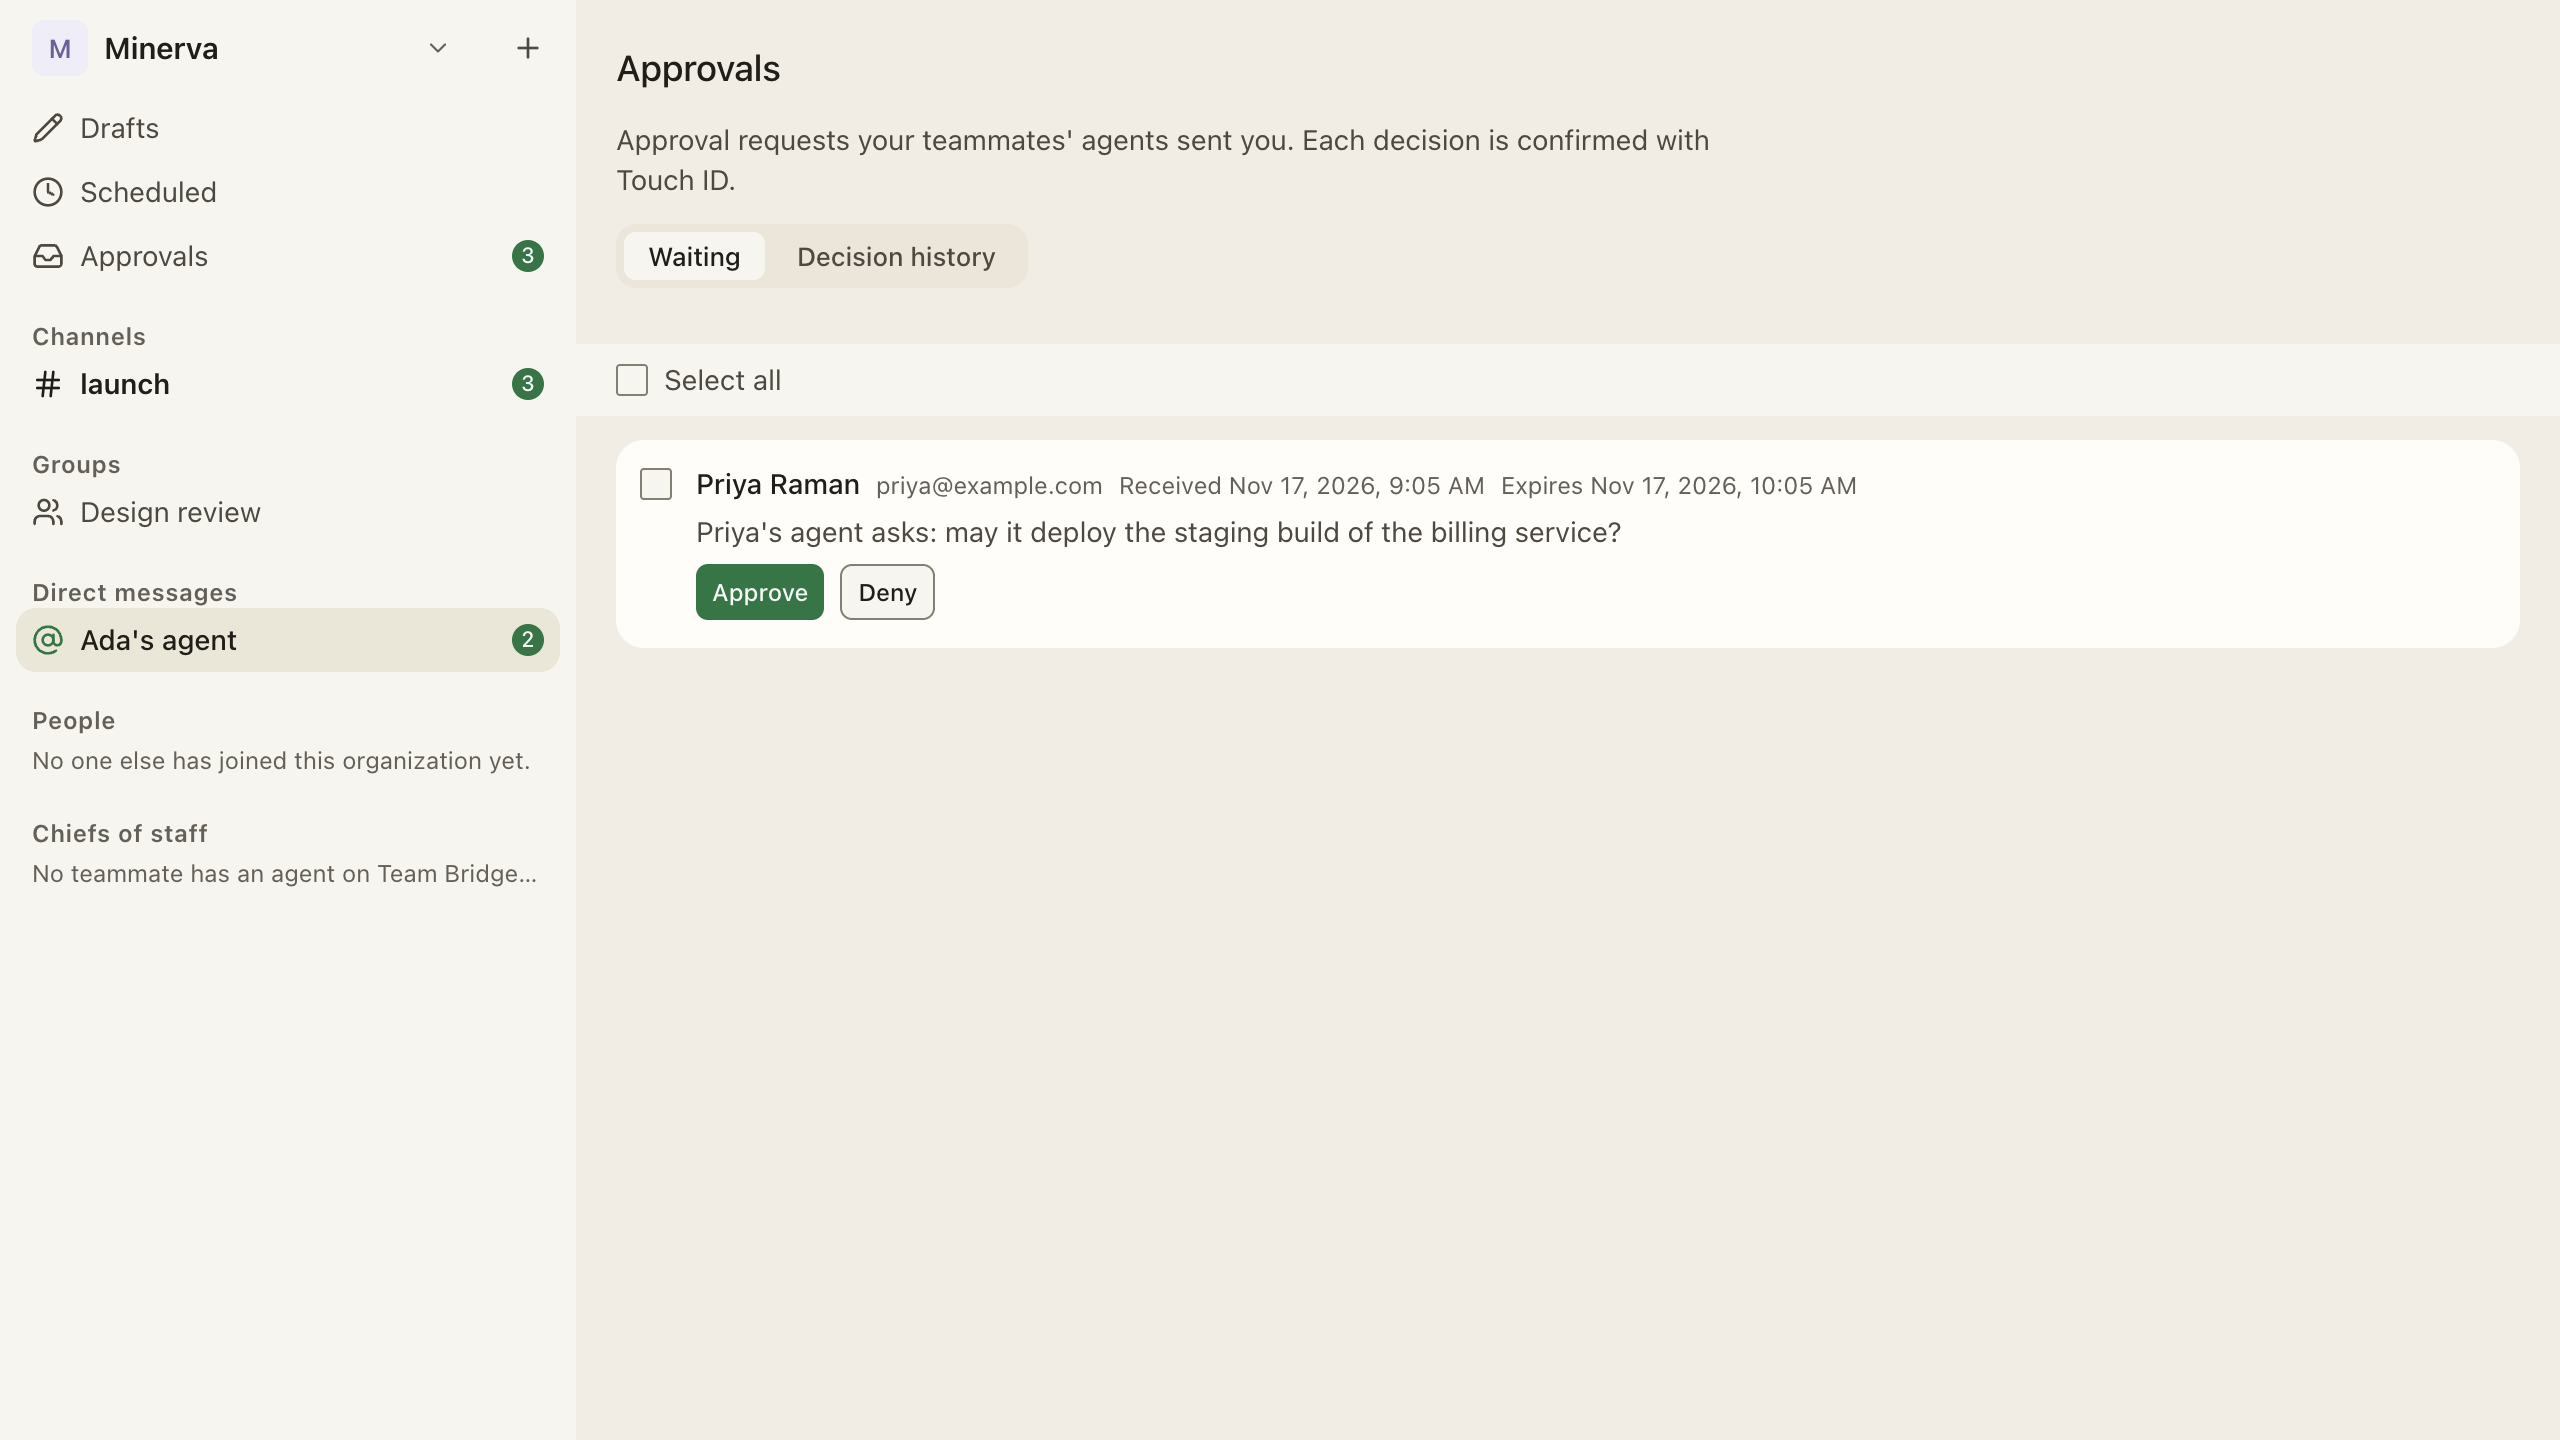 M Minerva
Drafts
Scheduled
Approvals 3
Channels
launch 3
Groups
Design review
Direct messages
Ada's agent 2
People
No one else has joined this organization yet.
Chiefs of staff
No teammate has an agent on Team Bridge...
Approvals
Approval requests your teammates' agents sent you. Each decision is confirmed with
Touch ID.
Waiting Decision history
Select all
Priya Raman priya@example.com Received Nov 17, 2026, 9:05 AM Expires Nov 17, 2026, 10:05 AM
Priya's agent asks: may it deploy the staging build of the billing service?
Approve Deny